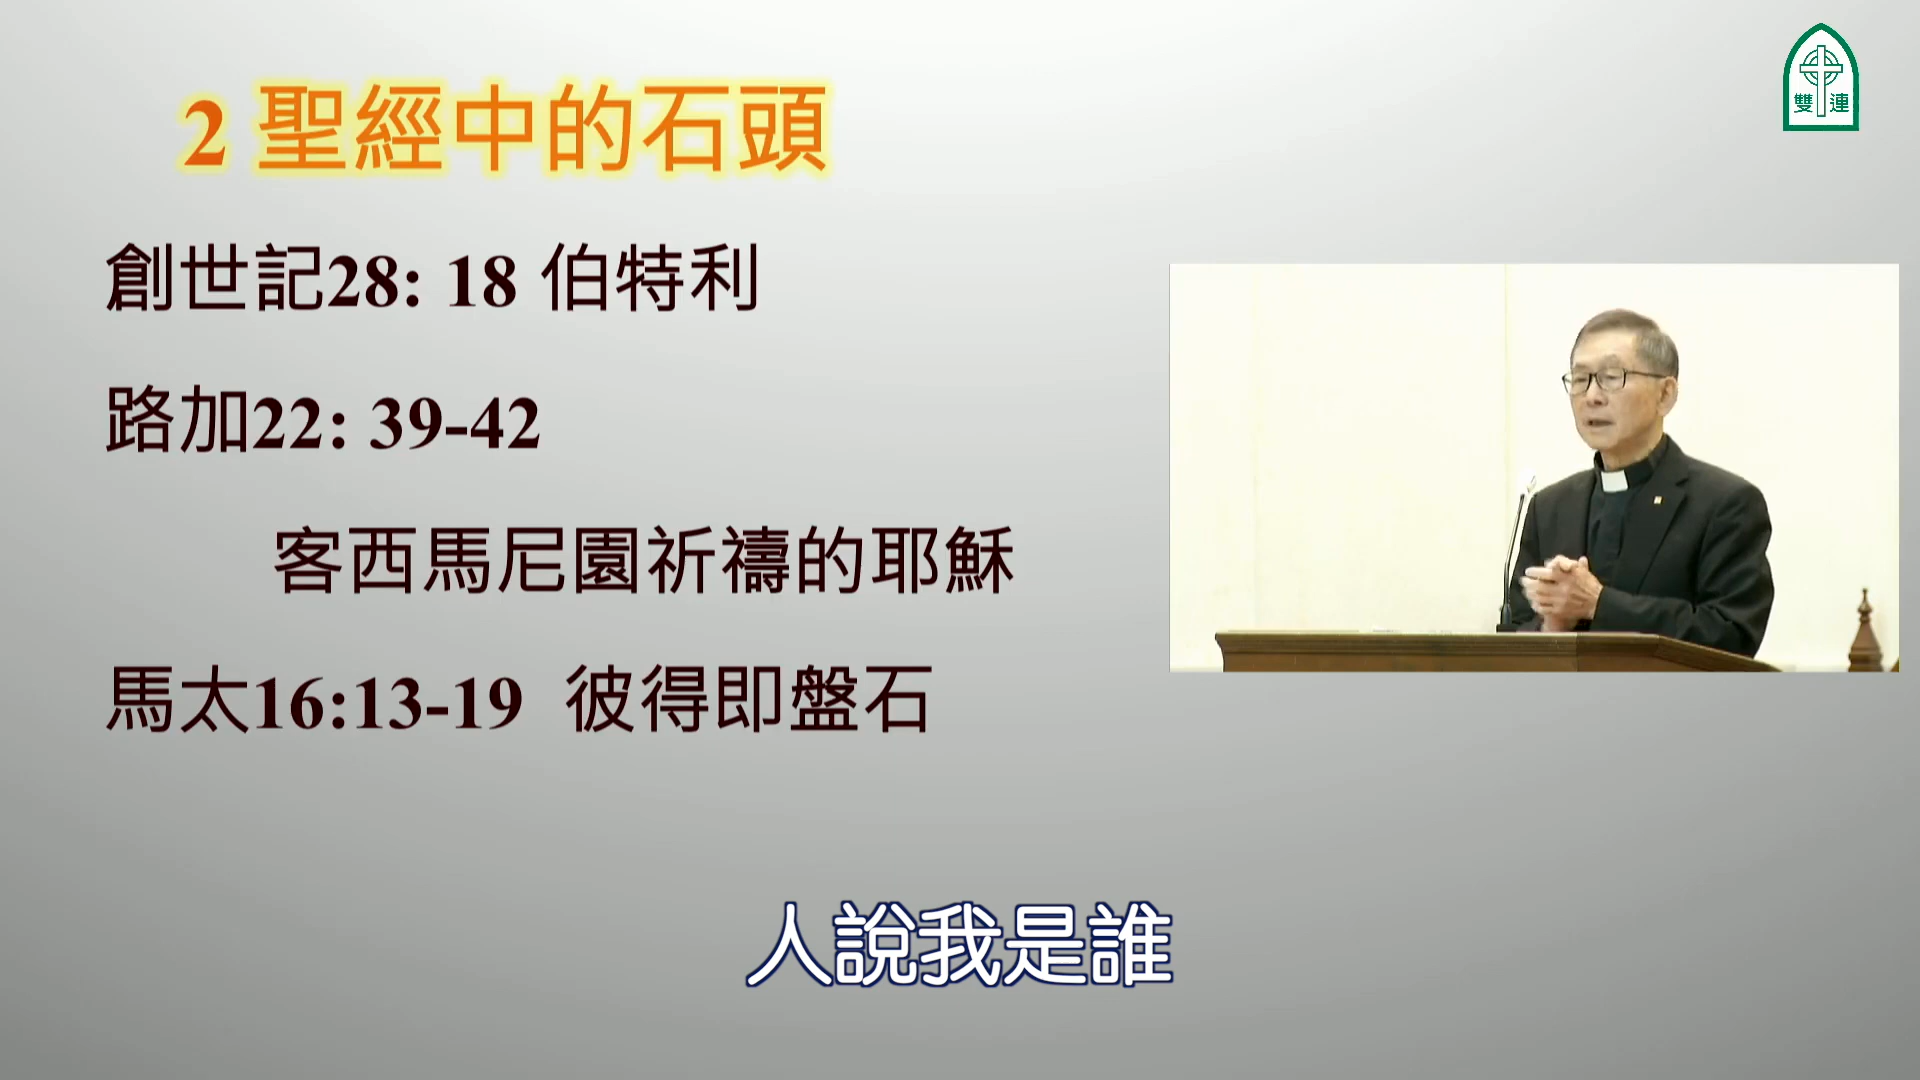 2 聖經中的石頭
雙連
創世記28: 18 伯特利
路加22: 39-42
客西馬尼園祈禱的耶穌
馬太16:13-19 彼得即盤石
人說我是誰